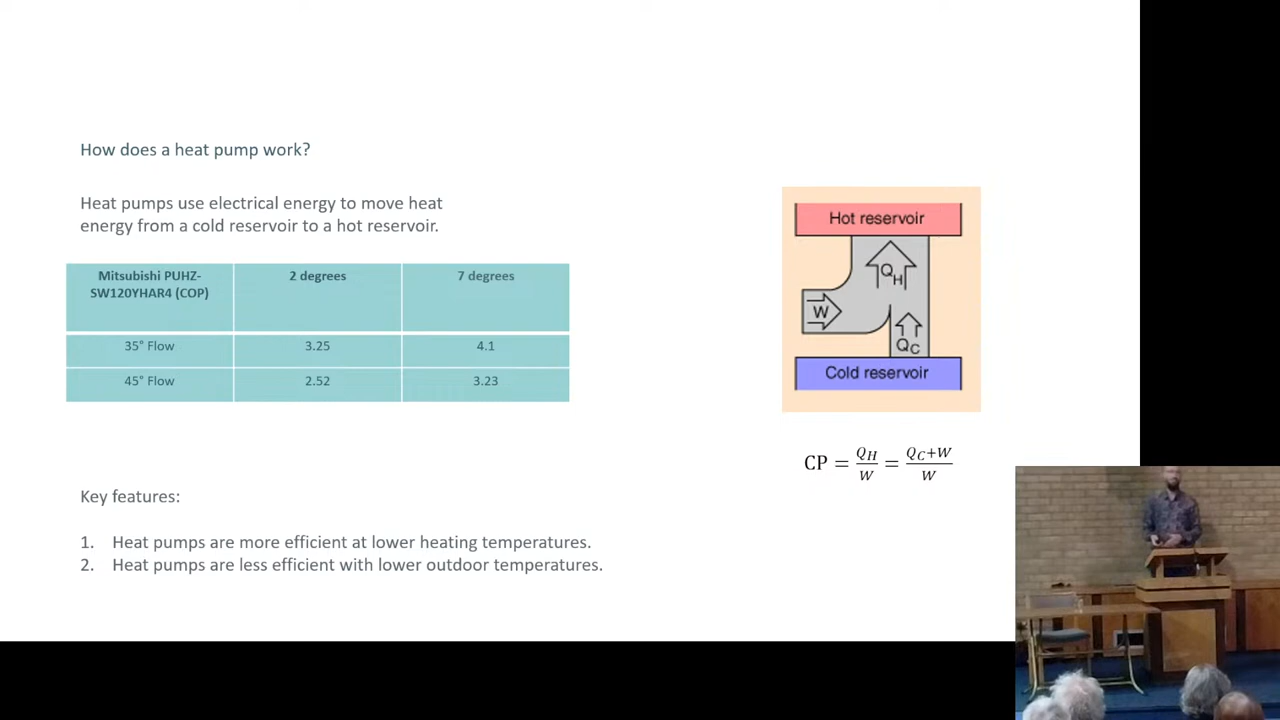 How does a heat pump work?
Heat pumps use electrical energy to move heat
energy from a cold reservoir to a hot reservoir.
Mitsubishi PUHZ-
SW120YHAR4 (COP)
2 degrees
7 degrees
35° Flow
3.25
4.1
45° Flow
2.52
3.23
Hot reservoir
QH
W
QC
Cold reservoir
CP = QH/W = QC+W/W
Key features:
1. Heat pumps are more efficient at lower heating temperatures.
2. Heat pumps are less efficient with lower outdoor temperatures.